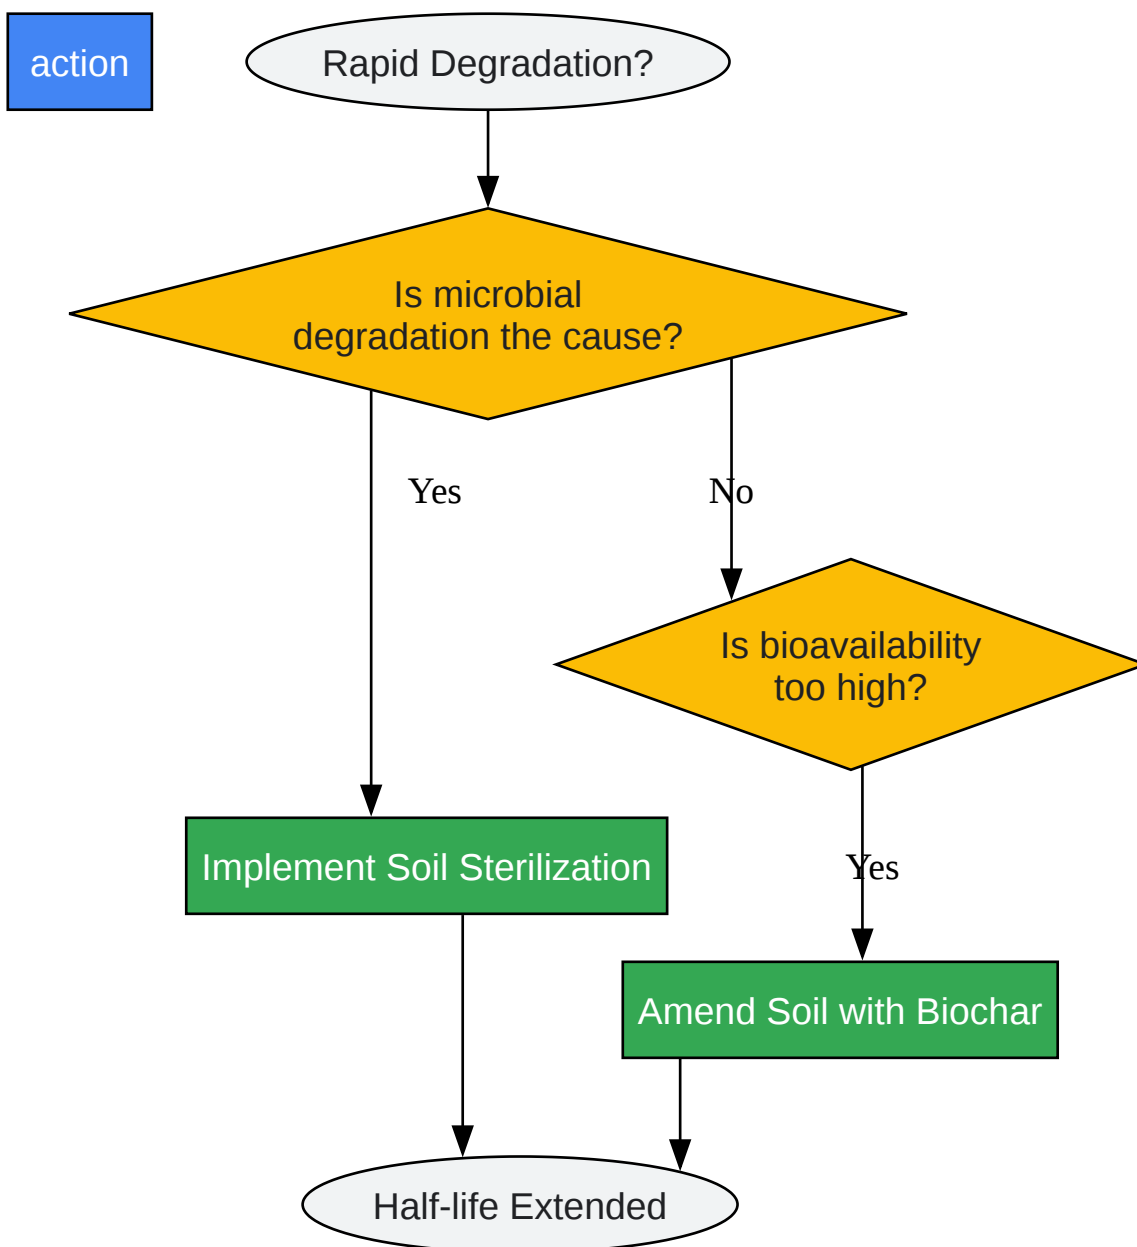 action
Rapid Degradation?
Is microbial
degradation the cause?
Yes
No
Is bioavailability
too high?
Implement Soil Sterilization
Yes
Amend Soil with Biochar
Half-life Extended